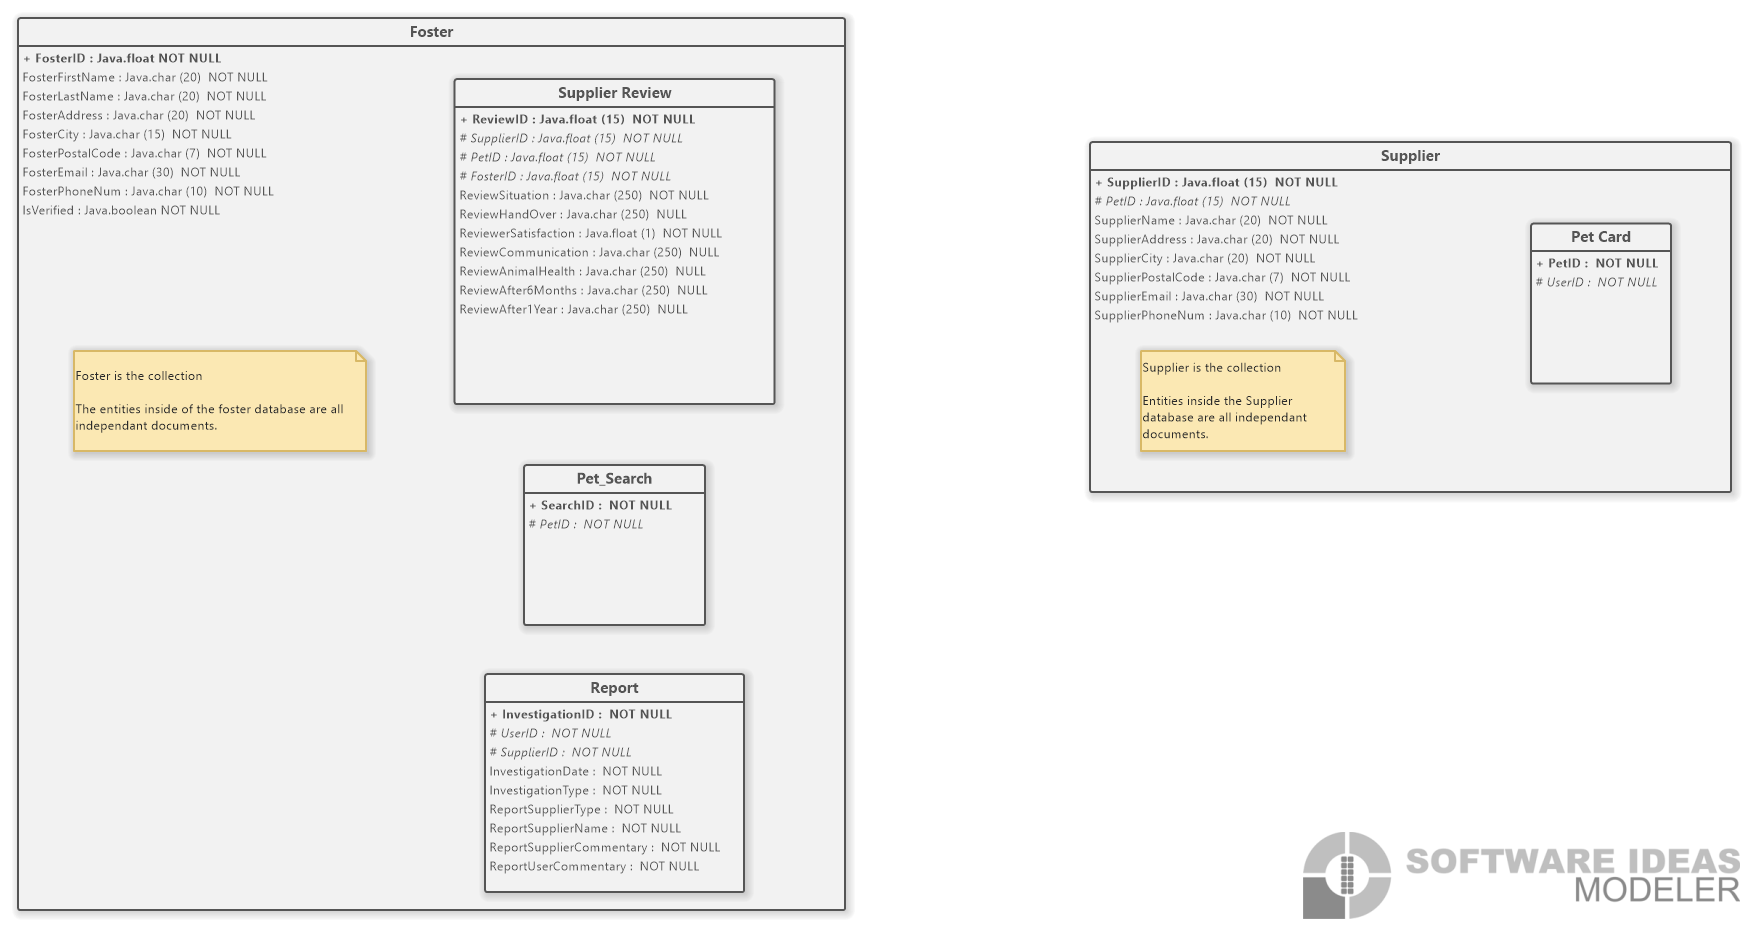 Foster
+ FosterID : Java.float NOT NULL
FosterFirstName : Java.char (20)  NOT NULL
FosterLastName : Java.char (20)  NOT NULL
FosterAddress : Java.char (20)  NOT NULL
FosterCity : Java.char (15)  NOT NULL
FosterPostalCode : Java.char (7)  NOT NULL
FosterEmail : Java.char (30)  NOT NULL
FosterPhoneNum : Java.char (10)  NOT NULL
IsVerified : Java.boolean NOT NULL
Supplier Review
+ ReviewID : Java.float (15)  NOT NULL
# SupplierID : Java.float (15)  NOT NULL
# PetID : Java.float (15)  NOT NULL
# FosterID : Java.float (15)  NOT NULL
ReviewSituation : Java.char (250)  NOT NULL
ReviewHandOver : Java.char (250)  NULL
ReviewerSatisfaction : Java.float (1)  NOT NULL
ReviewCommunication : Java.char (250)  NOT NULL
ReviewAnimalHealth : Java.char (250)  NULL
ReviewAfter6Months : Java.char (250)  NULL
ReviewAfter1Year : Java.char (250)  NULL
Foster is the collection
The entities inside of the foster database are all
independant documents.
Pet_Search
+ SearchID :  NOT NULL
# PetID :  NOT NULL
Report
+ InvestigationID :  NOT NULL
# UserID :  NOT NULL
# SupplierID :  NOT NULL
InvestigationDate :  NOT NULL
InvestigationType :  NOT NULL
ReportSupplierType :  NOT NULL
ReportSupplierName :  NOT NULL
ReportSupplierCommentary :  NOT NULL
ReportUserCommentary :  NOT NULL
Supplier
+ SupplierID : Java.float (15)  NOT NULL
# PetID : Java.float (15)  NOT NULL
SupplierName : Java.char (20)  NOT NULL
SupplierAddress : Java.char (20)  NOT NULL
SupplierCity : Java.char (20)  NOT NULL
SupplierPostalCode : Java.char (7)  NOT NULL
SupplierEmail : Java.char (30)  NOT NULL
SupplierPhoneNum : Java.char (10)  NOT NULL
Pet Card
+ PetID :  NOT NULL
# UserID :  NOT NULL
Supplier is the collection
Entities inside the Supplier
database are all independant
documents.
SOFTWARE IDEAS
MODELER